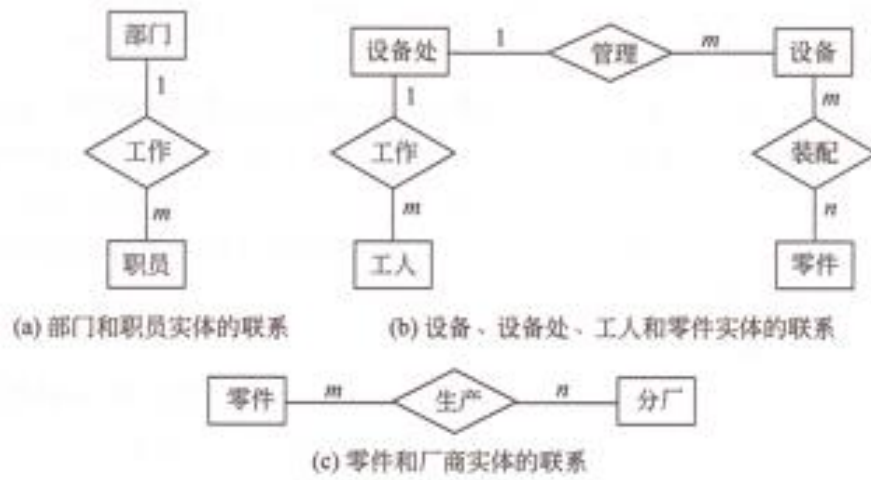 部门
1
工作
m
职员
(a) 部门和职员实体的联系
设备处 1 管理 m 设备
1 m
工作 装配
m n
工人 零件
(b) 设备、设备处、工人和零件实体的联系
零件 m 生产 n 分厂
(c) 零件和厂商实体的联系